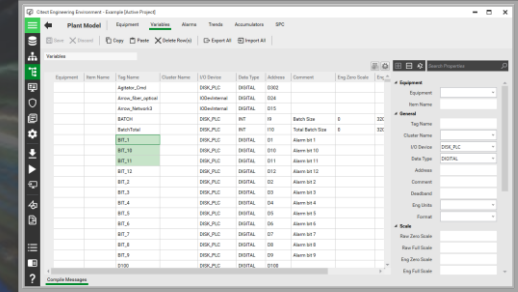 Citect Engineering Environment - Example [Active Project]
Plant Model Equipment Variables Alarms Trends Accumulators SPC
New Discard Copy Paste Delete Row(s) Export All Import All
Variables
Search Properties
Equipment Item Name Tag Name Cluster Name I/O Device Data Type Address Comment Eng Zero Scale Eng
Agitator_Cmd DISK_PLC DIGITAL D302
IODevInternal DIGITAL D24
Arrow_Network3 IODevInternal DIGITAL D15
BATCH DISK_PLC INT I9 Batch Size 0 320
BatchTotal DISK_PLC INT I10 Total Batch Size 0 320
BIT_1 DISK_PLC DIGITAL D1 Alarm bit 1
BIT_10 DISK_PLC DIGITAL D10 Alarm bit 10
BIT_11 DISK_PLC DIGITAL D11 Alarm bit 11
BIT_12 DISK_PLC DIGITAL D12 Alarm bit 12
BIT_2 DISK_PLC DIGITAL D2 Alarm bit 2
BIT_3 DISK_PLC DIGITAL D3 Alarm bit 3
BIT_4 DISK_PLC DIGITAL D4 Alarm bit 4
BIT_5 DISK_PLC DIGITAL D5 Alarm bit 5
BIT_6 DISK_PLC DIGITAL D6 Alarm bit 6
BIT_7 DISK_PLC DIGITAL D7 Alarm bit 7
BIT_8 DISK_PLC DIGITAL D8 Alarm bit 8
BIT_9 DISK_PLC DIGITAL D9 Alarm bit 9
D100 DISK_PLC DIGITAL D100
Equipment
Equipment
Item Name
General
Tag Name
Cluster Name
I/O Device DISK_PLC
Data Type DIGITAL
Address
Comment
Deadband
Eng Units
Format
Scale
Raw Zero Scale
Raw Full Scale
Eng Zero Scale
Eng Full Scale
Compile Messages